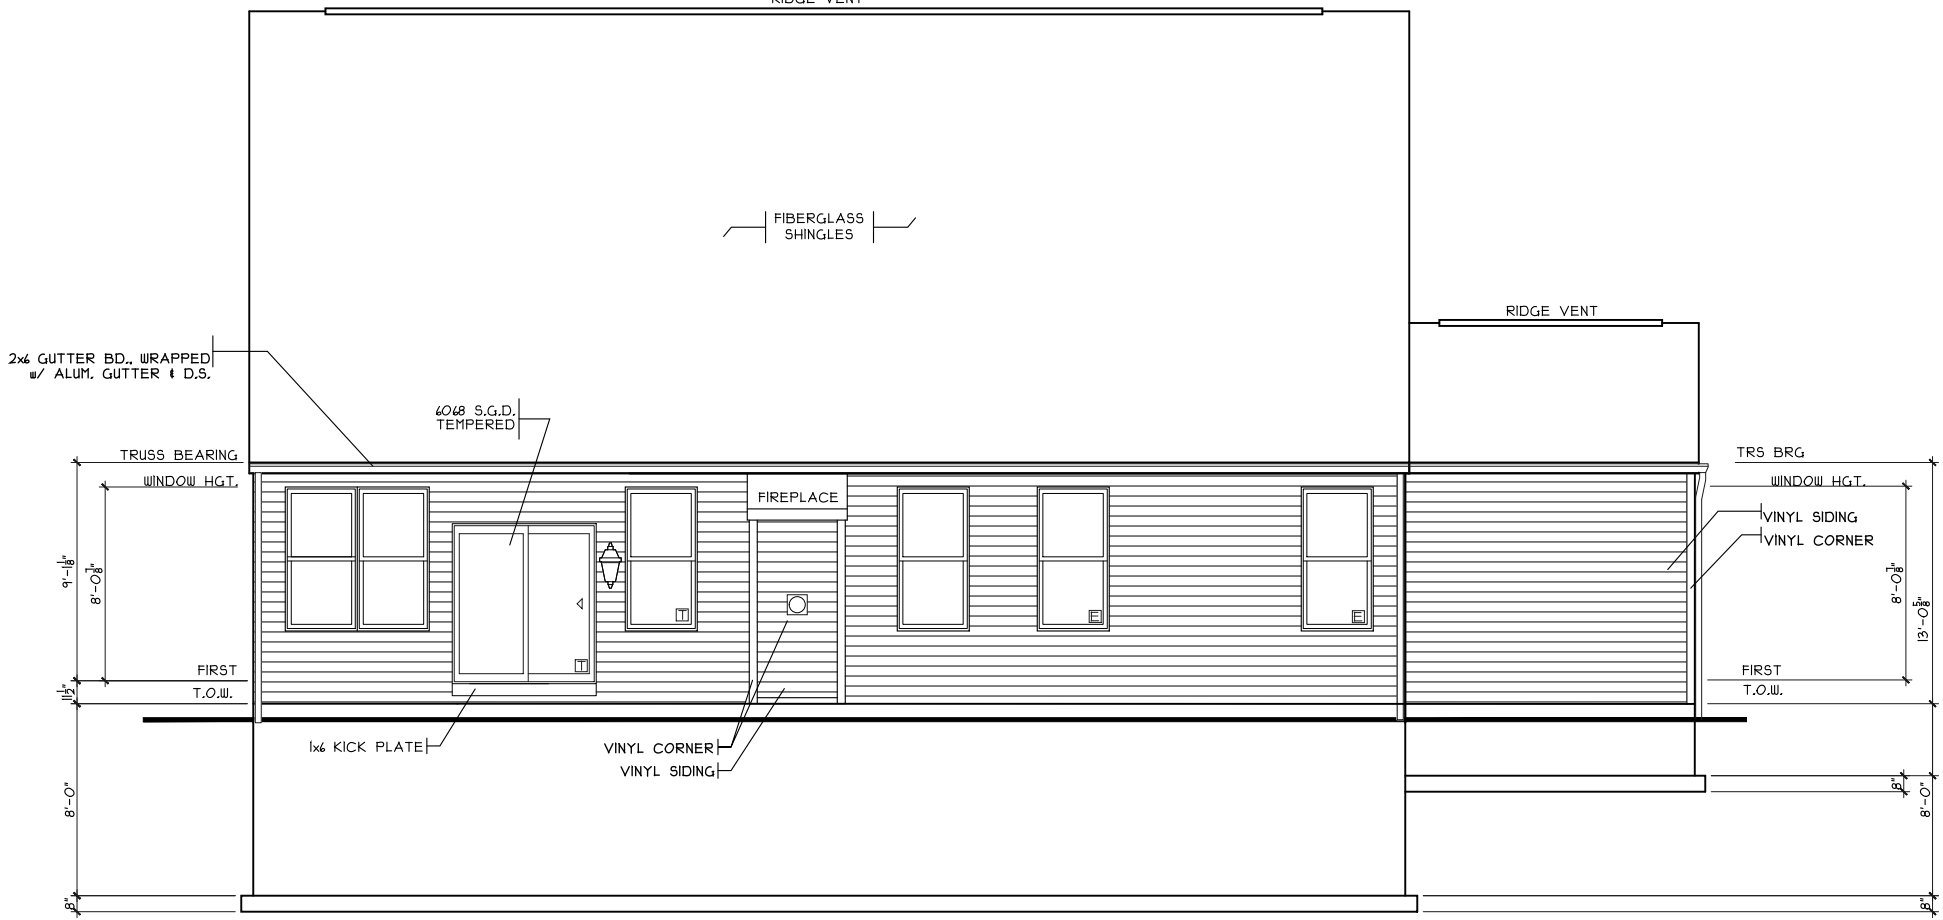 RIDGE VENT
FIBERGLASS
SHINGLES
RIDGE VENT
2x6 GUTTER BD., WRAPPED
w/ ALUM. GUTTER & D.S.
6068 S.G.D.
TEMPERED
TRUSS BEARING
WINDOW HGT.
TRS BRG
WINDOW HGT.
FIREPLACE
VINYL SIDING
VINYL CORNER
9'-1 1/8"
8'-0 7/8"
8'-0 7/8"
13'-0 5/8"
T
E
E
T
FIRST
T.O.W.
FIRST
T.O.W.
1x6 KICK PLATE
VINYL CORNER
VINYL SIDING
8'-0"
8"
8'-0"
8"
8"